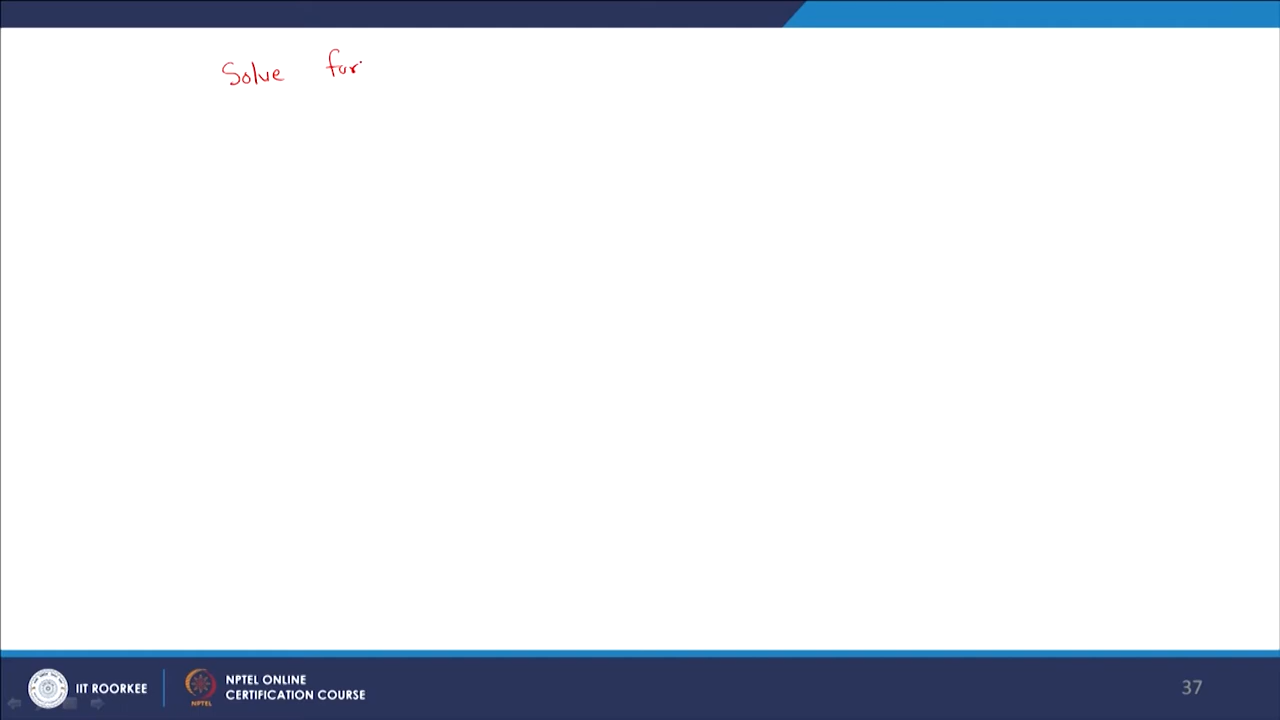 Solve for
IIT ROORKEE
NPTEL ONLINE
CERTIFICATION COURSE
37